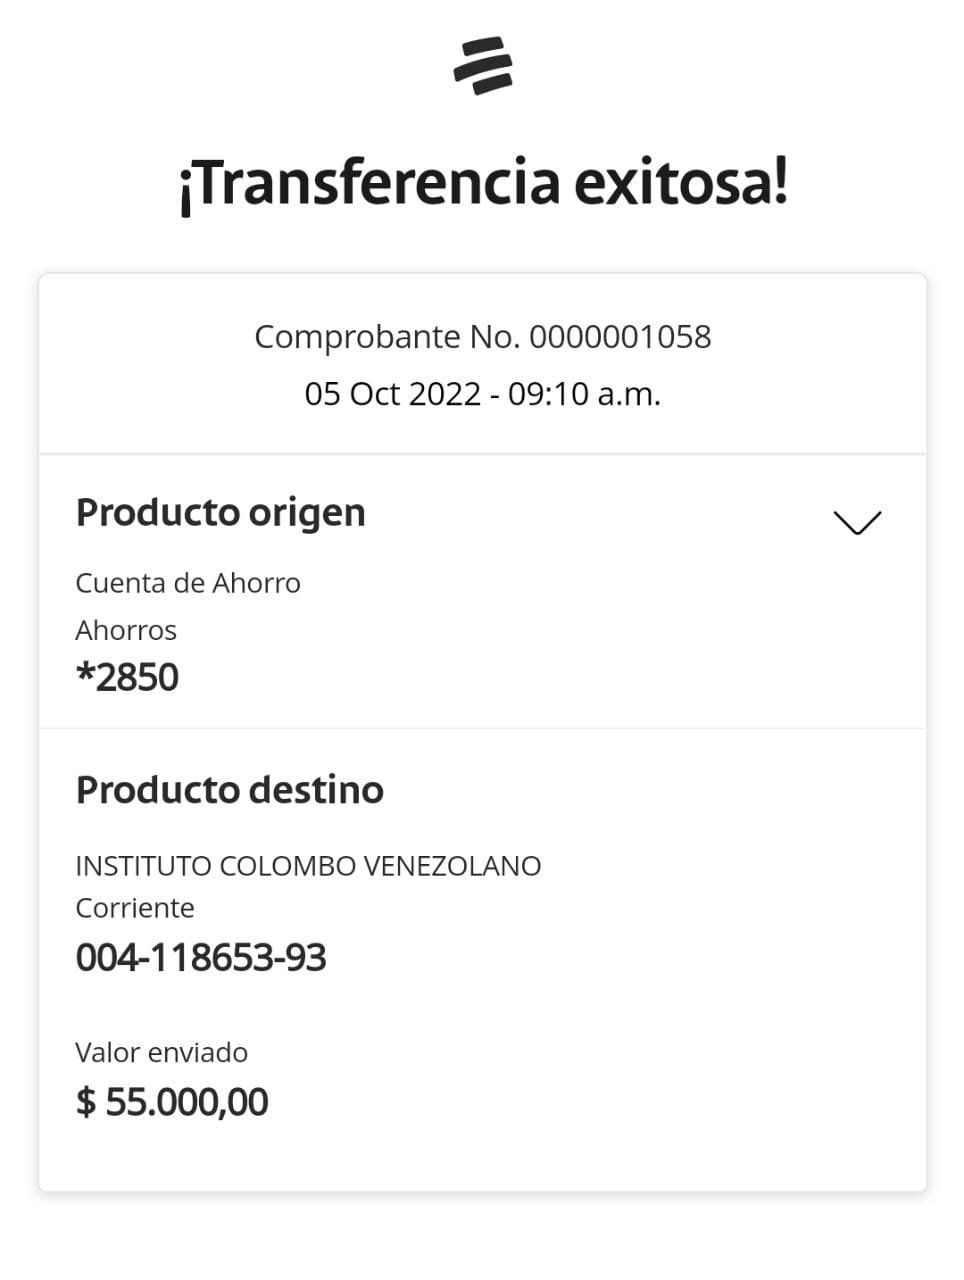 ¡Transferencia exitosa!
Comprobante No. 0000001058
05 Oct 2022 - 09:10 a.m.
Producto origen
Cuenta de Ahorro
Ahorros
*2850
Producto destino
INSTITUTO COLOMBO VENEZOLANO
Corriente
004-118653-93
Valor enviado
$ 55.000,00